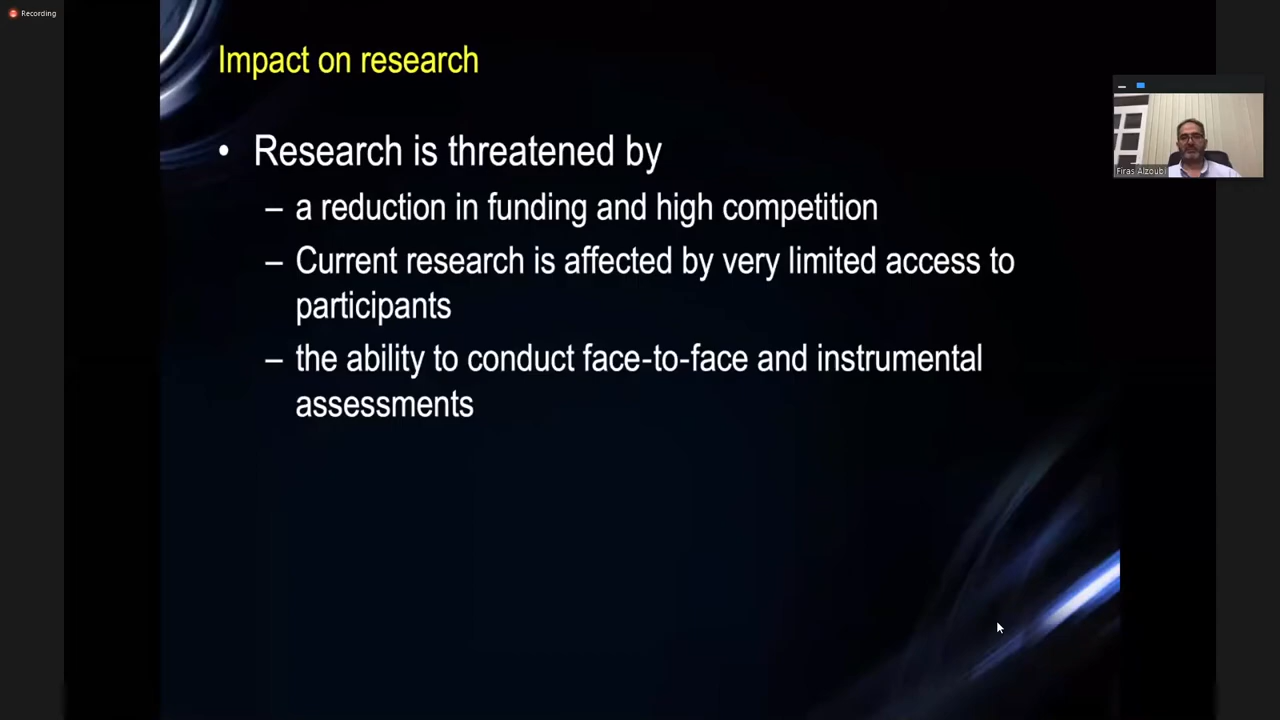 Recording
Impact on research
• Research is threatened by
– a reduction in funding and high competition
– Current research is affected by very limited access to
participants
– the ability to conduct face-to-face and instrumental
assessments
Firas Alzoubi